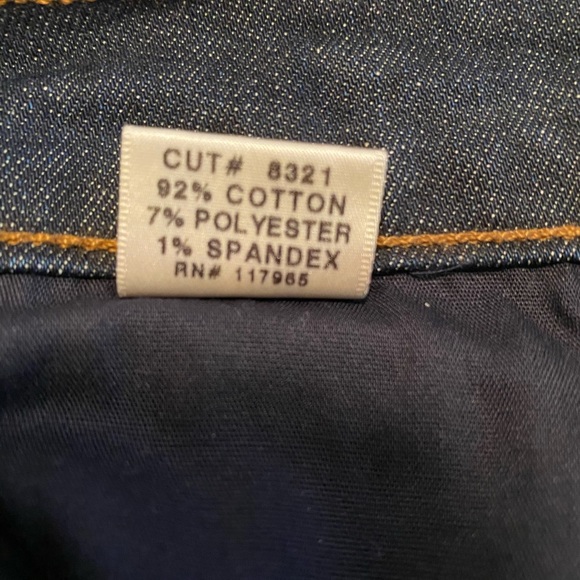 CUT# 8321
92% COTTON
7% POLYESTER
1% SPANDEX
RN# 117965